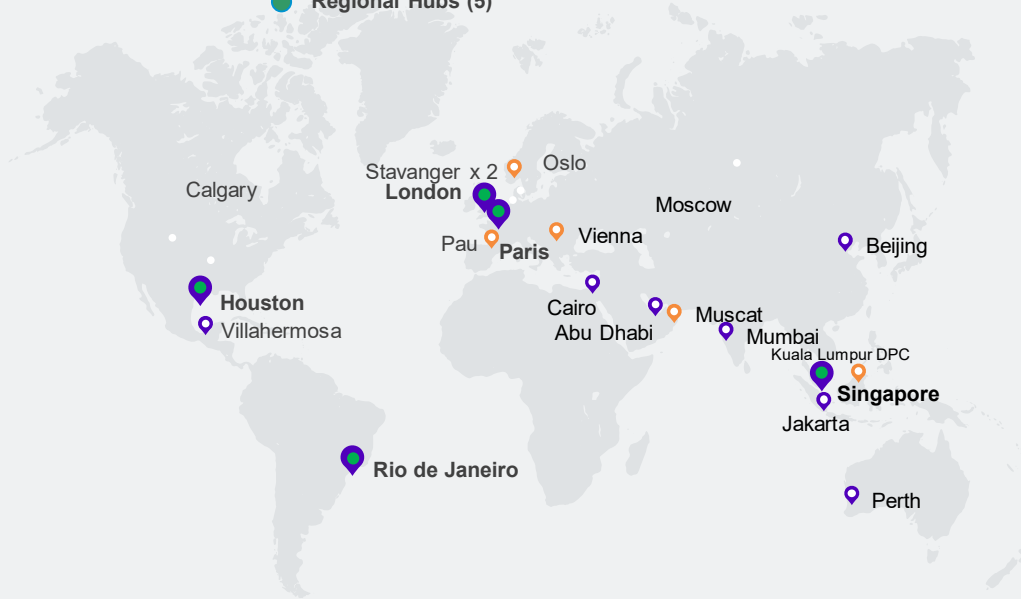 Regional Hubs (5)
Stavanger x 2
Oslo
London
Calgary
Moscow
Pau
Paris
Vienna
Beijing
Houston
Villahermosa
Cairo
Abu Dhabi
Muscat
Mumbai
Kuala Lumpur DPC
Singapore
Jakarta
Rio de Janeiro
Perth